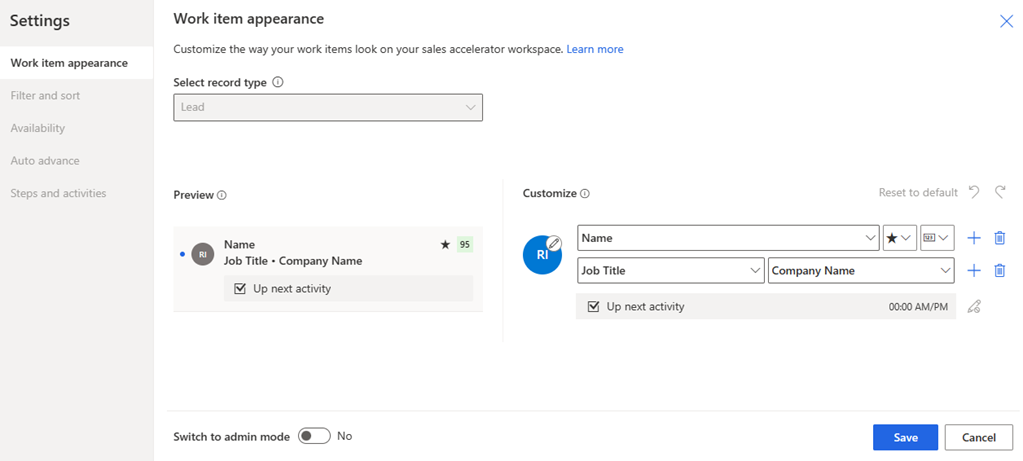 Settings
Work item appearance
Filter and sort
Availability
Auto advance
Steps and activities
Work item appearance
Customize the way your work items look on your sales accelerator workspace. Learn more
Select record type
Lead
Preview
RI
Name
95
Job Title • Company Name
Up next activity
Customize
Reset to default
RI
Name
Job Title
Company Name
Up next activity
00:00 AM/PM
Switch to admin mode
No
Save
Cancel